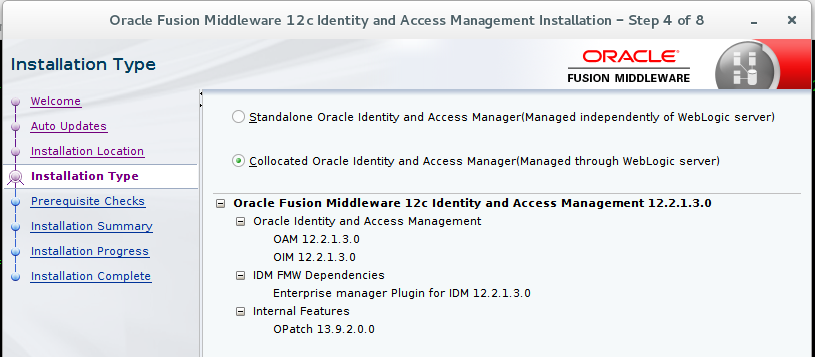 Oracle Fusion Middleware 12c Identity and Access Management Installation – Step 4 of 8
Installation Type
ORACLE
FUSION MIDDLEWARE
Welcome
Auto Updates
Installation Location
Installation Type
Prerequisite Checks
Installation Summary
Installation Progress
Installation Complete
Standalone Oracle Identity and Access Manager(Managed independently of WebLogic server)
Collocated Oracle Identity and Access Manager(Managed through WebLogic server)
Oracle Fusion Middleware 12c Identity and Access Management 12.2.1.3.0
Oracle Identity and Access Management
OAM 12.2.1.3.0
OIM 12.2.1.3.0
IDM FMW Dependencies
Enterprise manager Plugin for IDM 12.2.1.3.0
Internal Features
OPatch 13.9.2.0.0